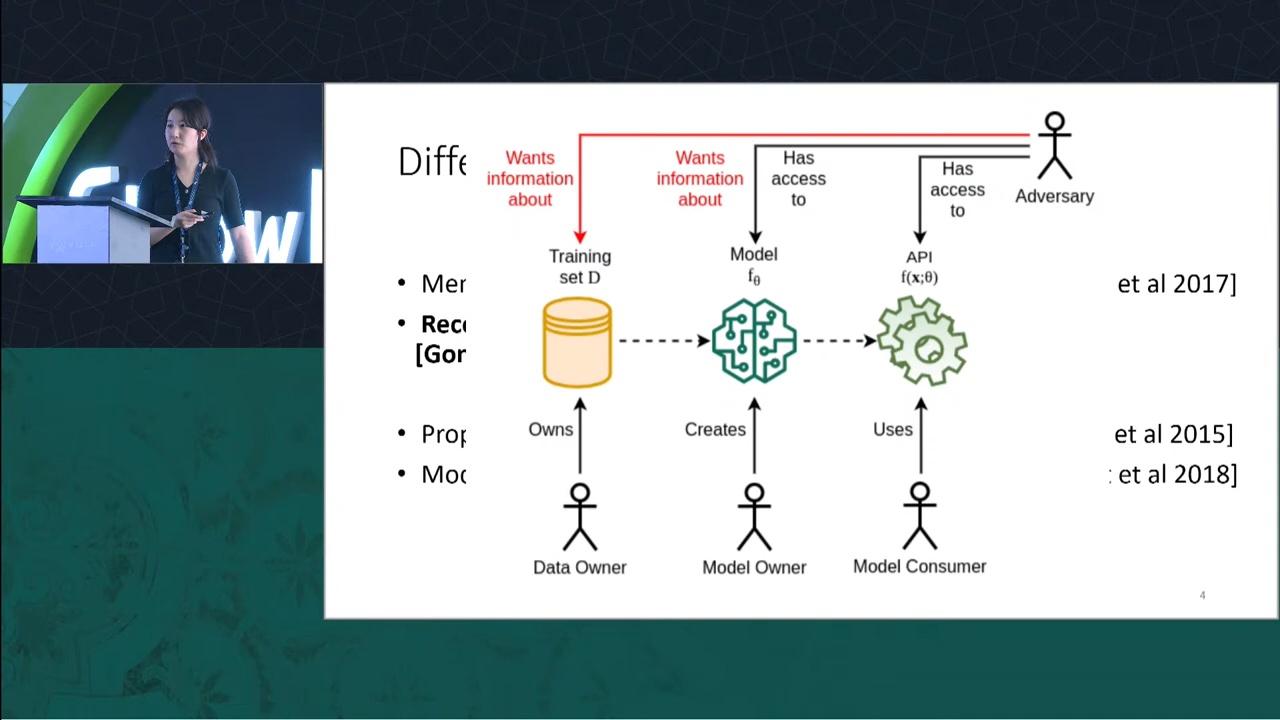 Diffe
Wants
information
about
Wants
information
about
Has
access
to
Has
access
to
Adversary
Training
set D
Model
fθ
API
f(x;θ)
• Mer
et al 2017]
• Rec
[Gor
• Prop
et al 2015]
• Mod
et al 2018]
Owns
Creates
Uses
Data Owner
Model Owner
Model Consumer
4